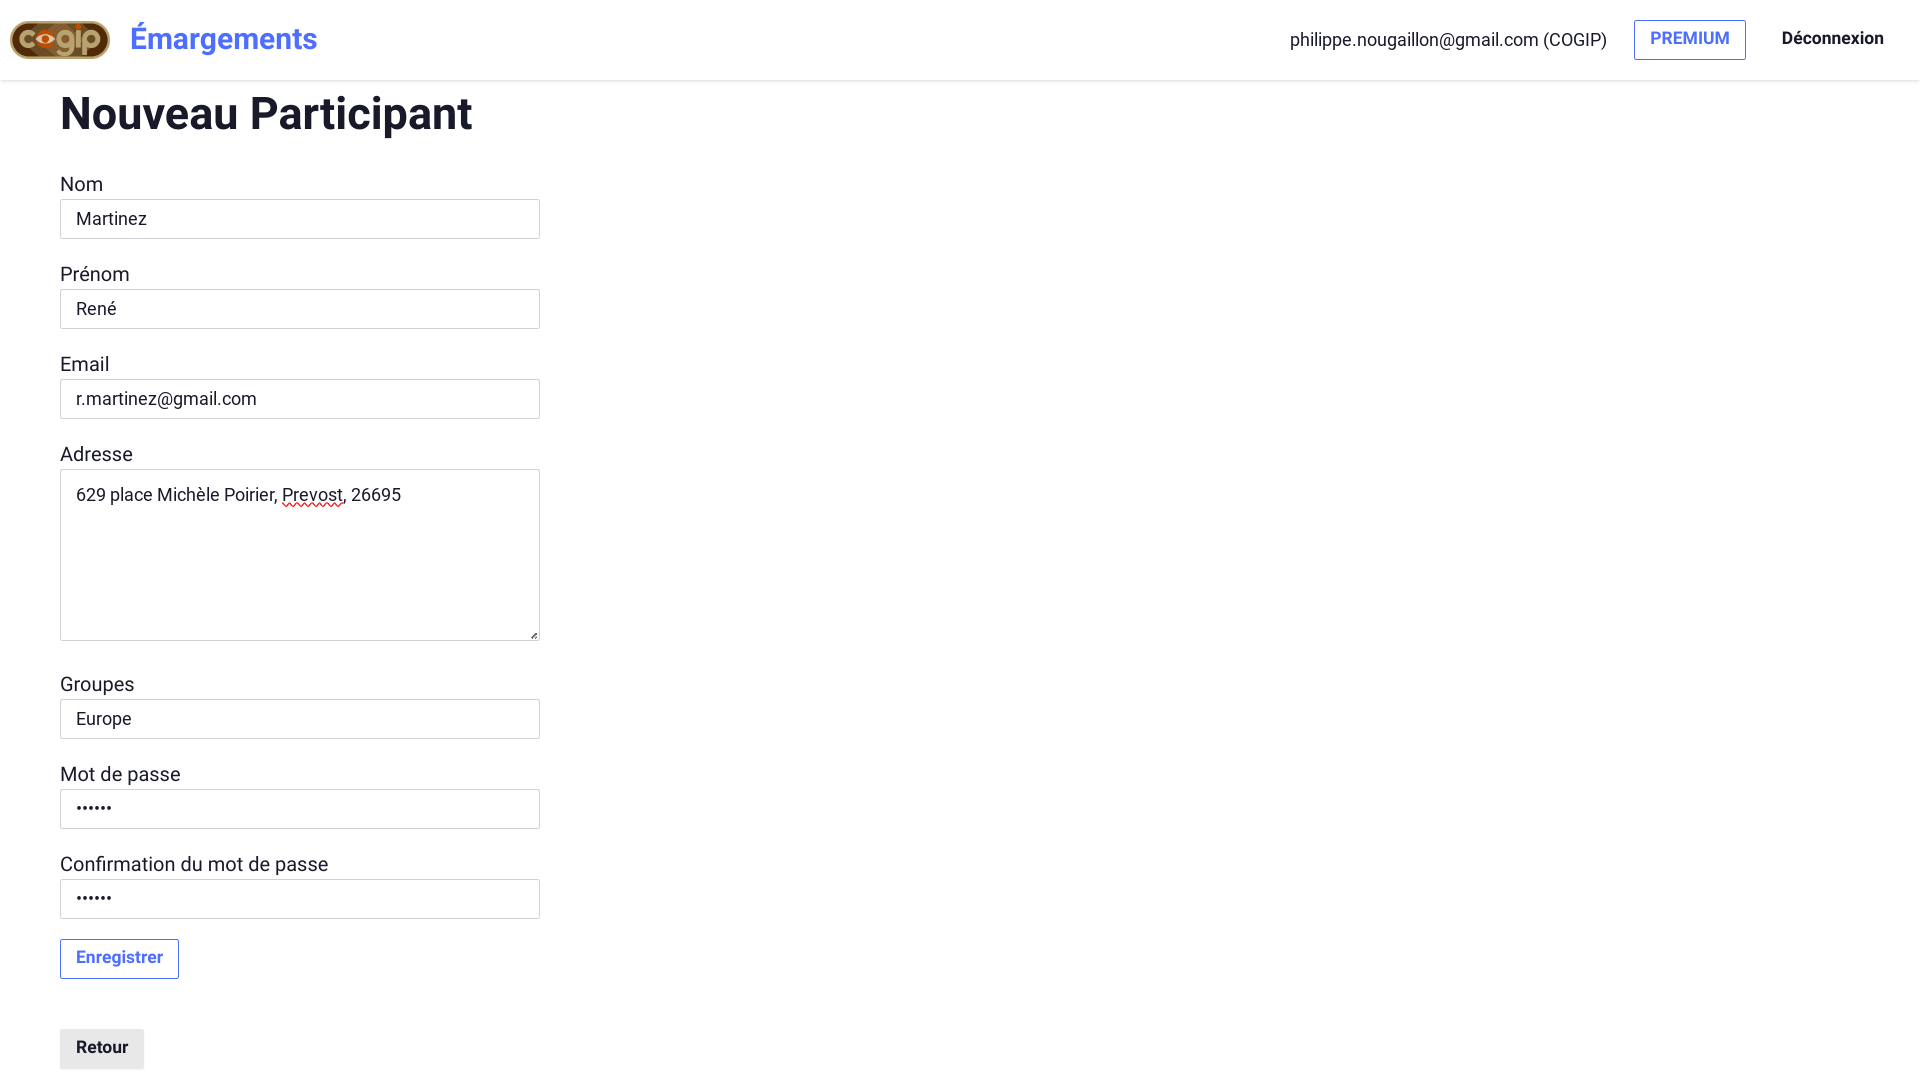 cogip
Émargements
philippe.nougaillon@gmail.com (COGIP)
PREMIUM
Déconnexion
Nouveau Participant
Nom
Martinez
Prénom
René
Email
r.martinez@gmail.com
Adresse
629 place Michèle Poirier, Prevost, 26695
Groupes
Europe
Mot de passe
••••••
Confirmation du mot de passe
••••••
Enregistrer
Retour